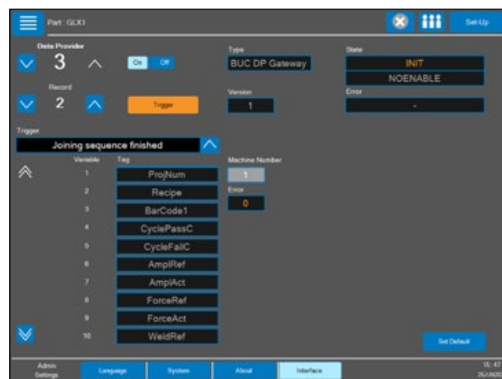 Part : GLX1
Set-Up
Data Provider
3
On
Off
Type
BUC DP Gateway
State
INIT
NOENABLE
Record
2
Trigger
Version
1
Error
-
Trigger
Joining sequence finished
Variable
Tag
Machine Number
1
1
ProjNum
2
Recipe
Error
0
3
BarCode1
4
CyclePassC
5
CycleFailC
6
AmplRef
7
AmplAct
8
ForceRef
9
ForceAct
10
WeldRef
Set Default
Admin
Settings
Language
System
About
Interface
15: 47